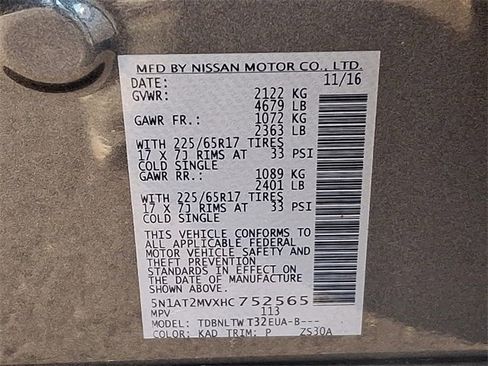 MFD BY NISSAN MOTOR CO., LTD.
DATE: 11/16
GVWR: 2122 KG
4679 LB
GAWR FR.: 1072 KG
2363 LB
WITH 225/65R17 TIRES
17 X 7J RIMS AT 33 PSI
COLD SINGLE
GAWR RR.: 1089 KG
2401 LB
WITH 225/65R17 TIRES
17 X 7J RIMS AT 33 PSI
COLD SINGLE
THIS VEHICLE CONFORMS TO
ALL APPLICABLE FEDERAL
MOTOR VEHICLE SAFETY AND
THEFT PREVENTION
STANDARDS IN EFFECT ON THE
DATE OF MANUFACTURE
SHOWN ABOVE.
5N1AT2MVXHC752565
MPV 113
MODEL: TDBNLTW T32EUA-B---
COLOR: KAD TRIM: P ZS30A